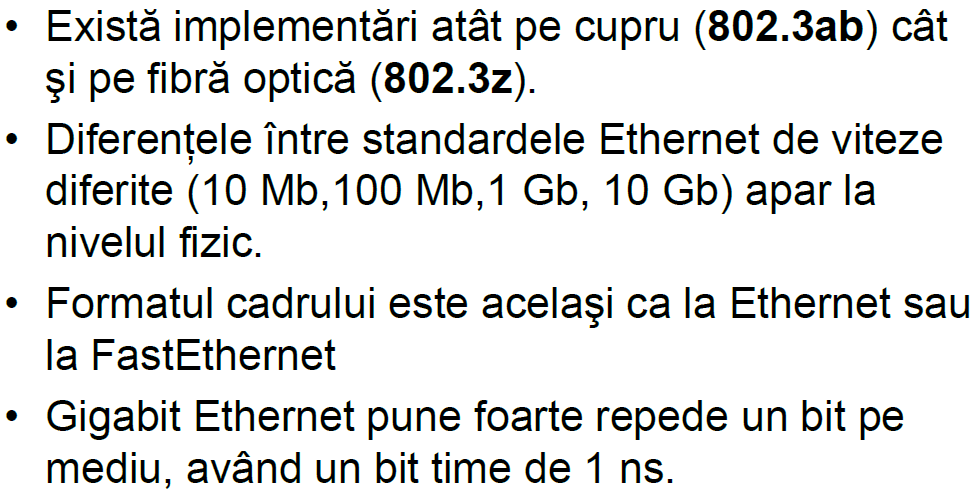 • Există implementări atât pe cupru (802.3ab) cât
şi pe fibră optică (802.3z).
• Diferențele între standardele Ethernet de viteze
diferite (10 Mb,100 Mb,1 Gb, 10 Gb) apar la
nivelul fizic.
• Formatul cadrului este acelaşi ca la Ethernet sau
la FastEthernet
• Gigabit Ethernet pune foarte repede un bit pe
mediu, având un bit time de 1 ns.